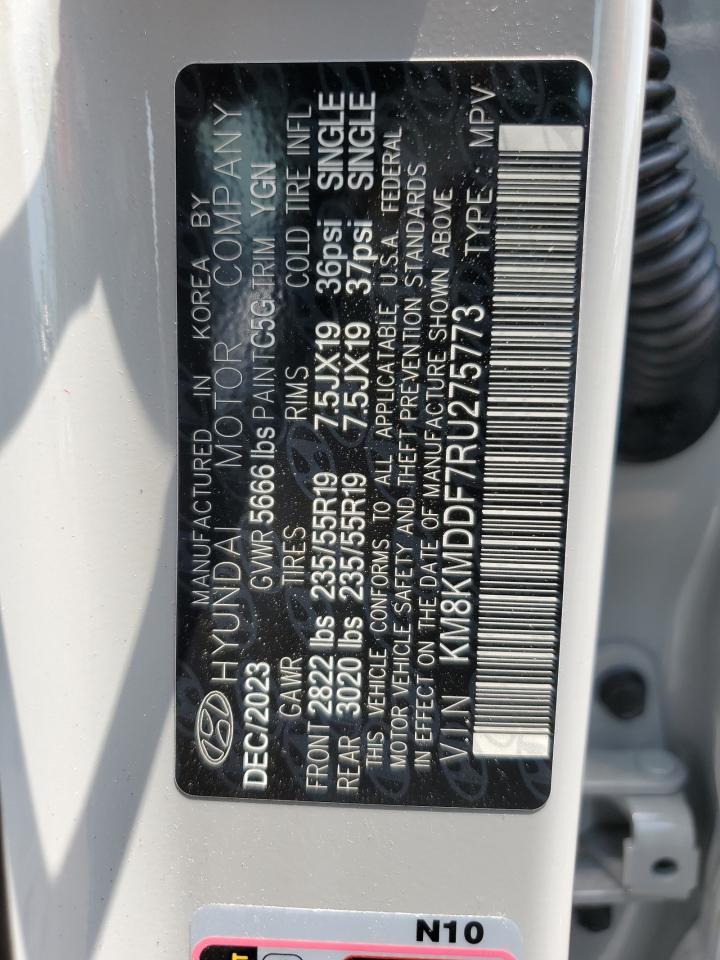 MANUFACTURED IN KOREA BY
HYUNDAI MOTOR COMPANY
DEC/2023 GVWR 5666 lbs PAINT C5G TRIM YGN
GAWR TIRES RIMS COLD TIRE INFL
FRONT 2822 lbs 235/55R19 7.5JX19 36psi SINGLE
REAR 3020 lbs 235/55R19 7.5JX19 37psi SINGLE
THIS VEHICLE CONFORMS TO ALL APPLICATABLE U.S.A. FEDERAL
MOTOR VEHICLE SAFETY AND THEFT PREVENTION STANDARDS
IN EFFECT ON THE DATE OF MANUFACTURE SHOWN ABOVE
V.I.N KM8KMDDF7RU275773 TYPE : MPV
N10